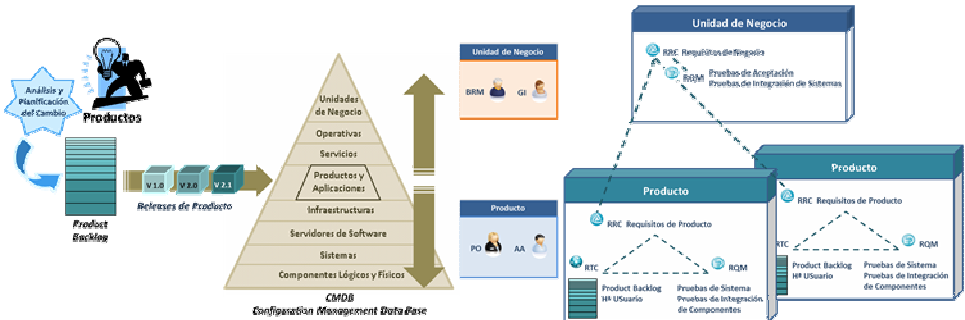 Análisis y
Planificación
del Cambio
Productos
Product
Backlog
V 1.0
V 2.0
V 2.1
Releases de Producto
Unidades
de Negocio
Operativas
Servicios
Productos y
Aplicaciones
Infraestructuras
Servidores de Software
Sistemas
Componentes Lógicos y Físicos
CMDB
Configuration Management Data Base
Unidad de Negocio
BRM
GI
Producto
PO
AA
Unidad de Negocio
RRC Requisitos de Negocio
RQM
Pruebas de Aceptación
Pruebas de Integración de Sistemas
Producto
RRC Requisitos de Producto
RTC
RQM
Product Backlog
Hª USuario
Pruebas de Sistema
Pruebas de Integración
de Componentes
Producto
RRC Requisitos de Producto
RTC
RQM
Product Backlog
Hª Usuario
Pruebas de Sistema
Pruebas de Integración
de Componentes